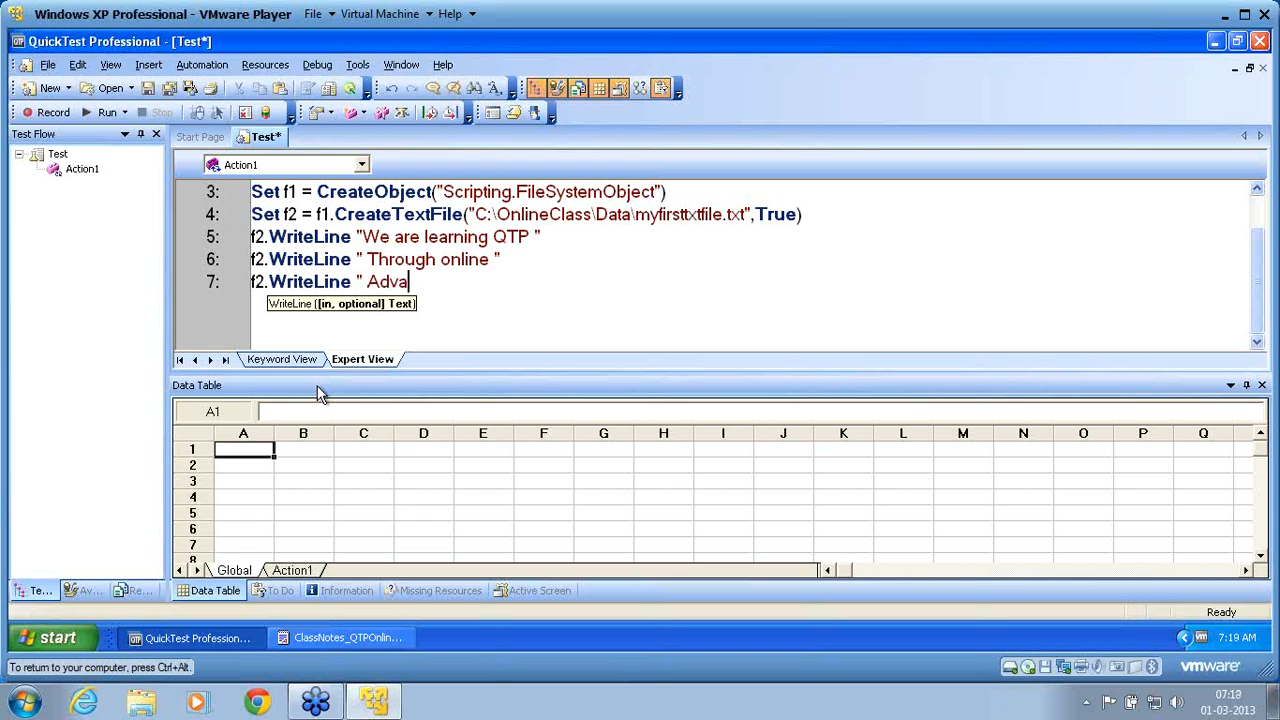 Windows XP Professional - VMware Player File Virtual Machine Help
QuickTest Professional - [Test*]
File Edit View Insert Automation Resources Debug Tools Window Help
New Open
Record Run Stop
Test Flow
Start Page Test*
Test
Action1
Action1
3: Set f1 = CreateObject("Scripting.FileSystemObject")
4: Set f2 = f1.CreateTextFile("C:\OnlineClass\Data\myfirsttxtfile.txt",True)
5: f2.WriteLine "We are learning QTP "
6: f2.WriteLine " Through online "
7: f2.WriteLine " Adva
WriteLine ([in, optional] Text)
Keyword View Expert View
Data Table
A1
A B C D E F G H I J K L M N O P Q
1
2
3
4
5
6
7
8
Global Action1
Te... Av... Re... Data Table To Do Information Missing Resources Active Screen
Ready
start QuickTest Profession... ClassNotes_QTPOnlin... 7:19 AM
To return to your computer, press Ctrl+Alt. vmware
07:19
01-03-2013